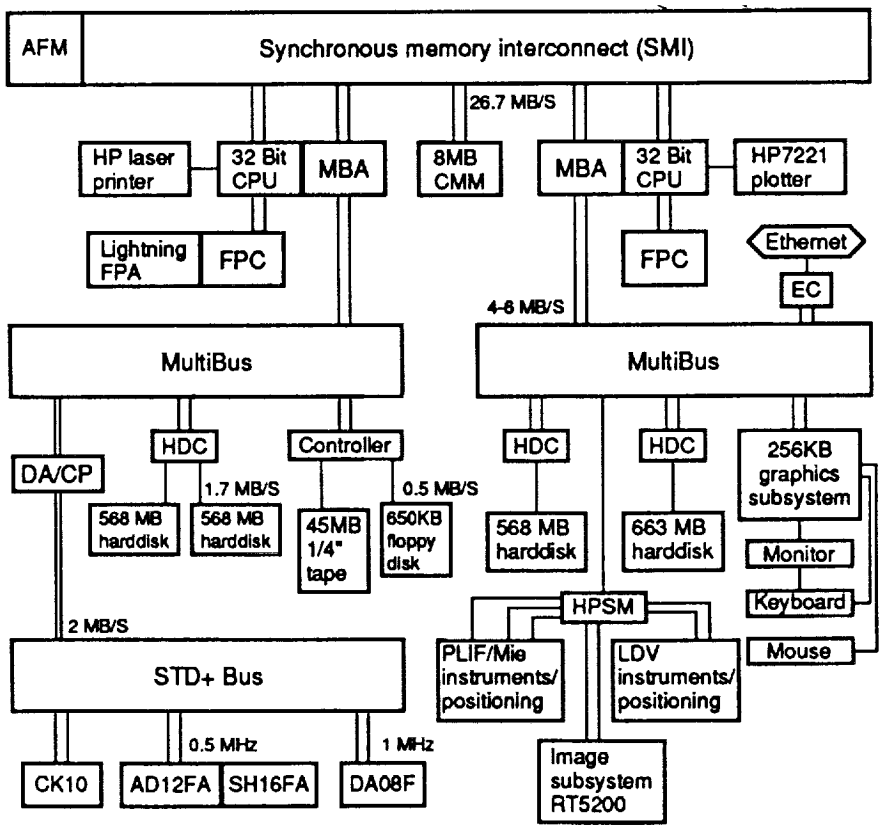 AFM
Synchronous memory interconnect (SMI)
26.7 MB/S
HP laser
printer
32 Bit
CPU
MBA
8MB
CMM
MBA
32 Bit
CPU
HP7221
plotter
Lightning
FPA
FPC
FPC
Ethernet
EC
4-6 MB/S
MultiBus
MultiBus
DA/CP
HDC
Controller
HDC
HDC
256KB
graphics
subsystem
1.7 MB/S
0.5 MB/S
568 MB
harddisk
568 MB
harddisk
45MB
1/4"
tape
650KB
floppy
disk
568 MB
harddisk
663 MB
harddisk
Monitor
Keyboard
Mouse
HPSM
2 MB/S
STD+ Bus
PLIF/Mie
instruments/
positioning
LDV
instruments/
positioning
0.5 MHz
1 MHz
CK10
AD12FA
SH16FA
DA08F
Image
subsystem
RT5200